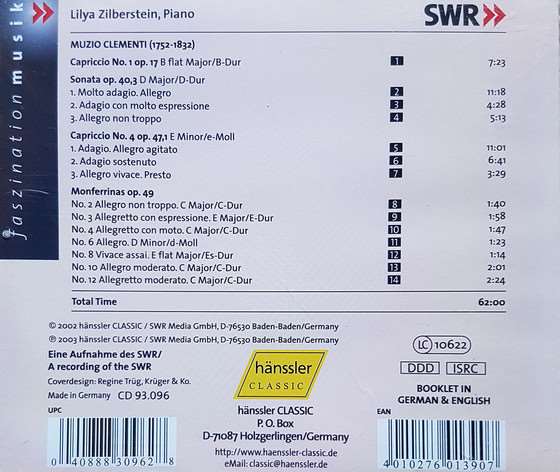 faszination musik
Lilya Zilberstein, Piano
SWR
MUZIO CLEMENTI (1752-1832)
Capriccio No. 1 op. 17 B flat Major/B-Dur 1 7:23
Sonata op. 40,3 D Major/D-Dur
1. Molto adagio. Allegro 2 11:18
2. Adagio con molto espressione 3 4:28
3. Allegro non troppo 4 5:13
Capriccio No. 4 op. 47,1 E Minor/e-Moll
1. Adagio. Allegro agitato 5 11:01
2. Adagio sostenuto 6 6:41
3. Allegro vivace. Presto 7 3:29
Monferrinas op. 49
No. 2 Allegro non troppo. C Major/C-Dur 8 1:40
No. 3 Allegretto con espressione. E Major/E-Dur 9 1:58
No. 4 Allegretto con moto. C Major/C-Dur 10 1:47
No. 6 Allegro. D Minor/d-Moll 11 1:23
No. 8 Vivace assai. E flat Major/Es-Dur 12 1:14
No. 10 Allegro moderato. C Major/C-Dur 13 2:01
No. 12 Allegretto moderato. C Major/C-Dur 14 2:24
Total Time 62:00
© 2002 hänssler CLASSIC / SWR Media GmbH, D-76530 Baden-Baden/Germany
℗ 2003 hänssler CLASSIC / SWR Media GmbH, D-76530 Baden-Baden/Germany
Eine Aufnahme des SWR/
A recording of the SWR
Coverdesign: Regine Trüg, Krüger & Ko.
Made in Germany CD 93.096
hänssler
CLASSIC
hänssler CLASSIC
P. O. Box
D-71087 Holzgerlingen/Germany
http://www.haenssler-classic.de
eMail: classic@haenssler.de
LC 10622
DDD ISRC
BOOKLET IN
GERMAN & ENGLISH
UPC
0 40888 30962 8
EAN
4 010276 013907